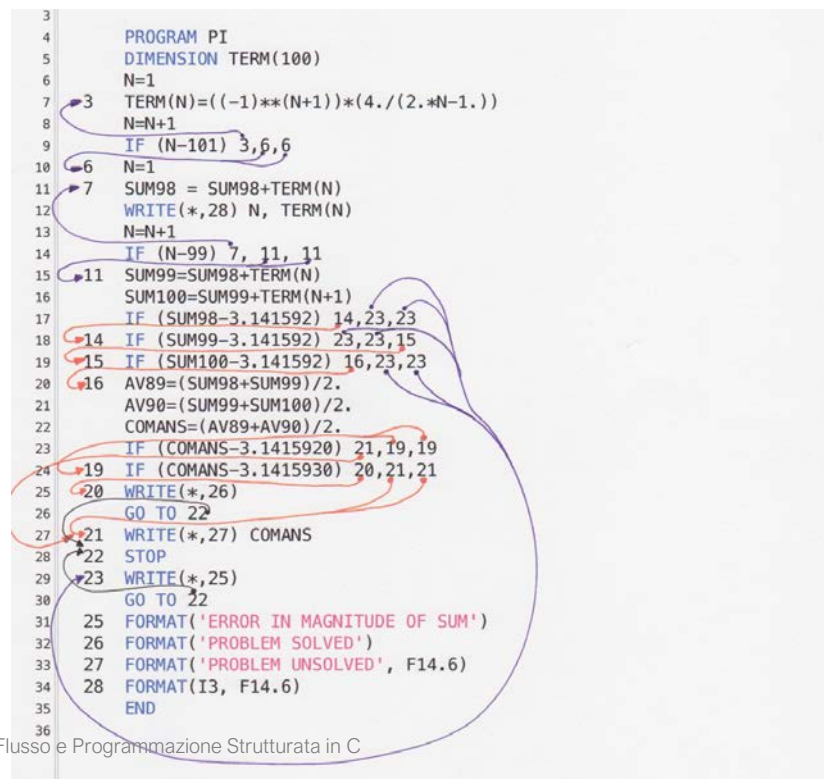 3
4 PROGRAM PI
5 DIMENSION TERM(100)
6 N=1
7 3 TERM(N)=((-1)**(N+1))*(4./(2.*N-1.))
8 N=N+1
9 IF (N-101) 3,6,6
10 6 N=1
11 7 SUM98 = SUM98+TERM(N)
12 WRITE(*,28) N, TERM(N)
13 N=N+1
14 IF (N-99) 7, 11, 11
15 11 SUM99=SUM98+TERM(N)
16 SUM100=SUM99+TERM(N+1)
17 IF (SUM98-3.141592) 14,23,23
18 14 IF (SUM99-3.141592) 23,23,15
19 15 IF (SUM100-3.141592) 16,23,23
20 16 AV89=(SUM98+SUM99)/2.
21 AV90=(SUM99+SUM100)/2.
22 COMANS=(AV89+AV90)/2.
23 IF (COMANS-3.1415920) 21,19,19
24 19 IF (COMANS-3.1415930) 20,21,21
25 20 WRITE(*,26)
26 GO TO 22
27 21 WRITE(*,27) COMANS
28 22 STOP
29 23 WRITE(*,25)
30 GO TO 22
31 25 FORMAT('ERROR IN MAGNITUDE OF SUM')
32 26 FORMAT('PROBLEM SOLVED')
33 27 FORMAT('PROBLEM UNSOLVED', F14.6)
34 28 FORMAT(I3, F14.6)
35 END
36
Flusso e Programmazione Strutturata in C